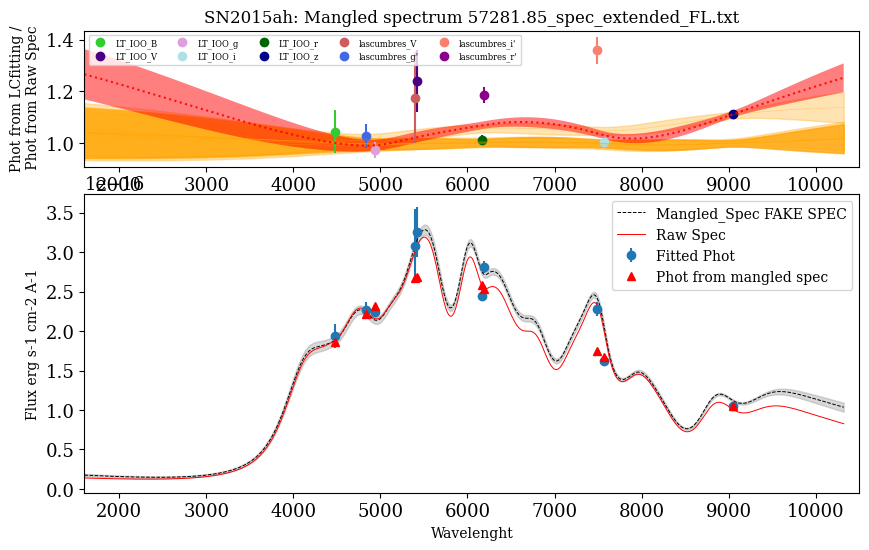 SN2015ah: Mangled spectrum 57281.85_spec_extended_FL.txt
Phot from LCfitting /
Phot from Raw Spec
1.4
1.2
1.0
LT_IOO_B LT_IOO_g LT_IOO_r lascumbres_V lascumbres_i'
LT_IOO_V LT_IOO_i LT_IOO_z lascumbres_g' lascumbres_r'
2000 3000 4000 5000 6000 7000 8000 9000 10000
1e−16
Flux erg s-1 cm-2 A-1
3.5
3.0
2.5
2.0
1.5
1.0
0.5
0.0
Mangled_Spec FAKE SPEC
Raw Spec
Fitted Phot
Phot from mangled spec
2000 3000 4000 5000 6000 7000 8000 9000 10000
Wavelenght